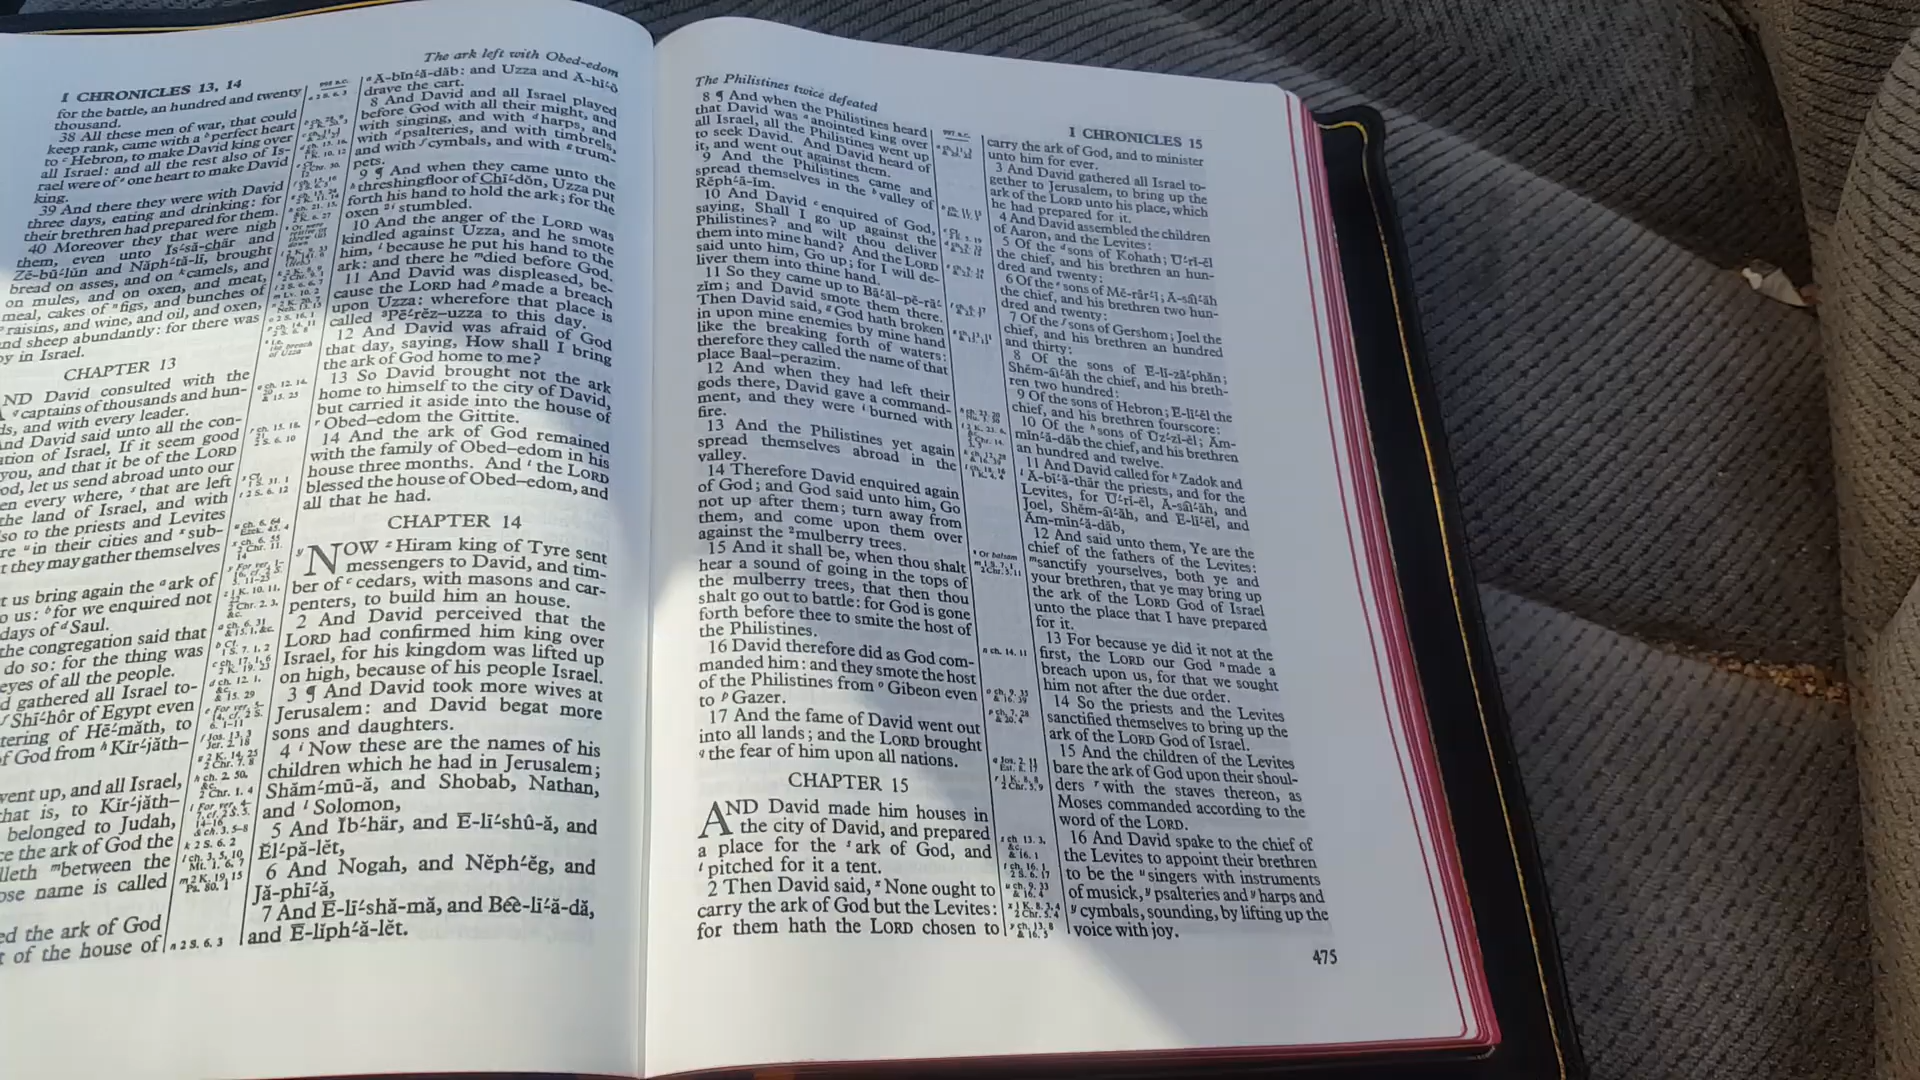 I CHRONICLES 13, 14
for the battle, an hundred and twenty
thousand.
38 All these men of war, that could
keep rank, came with a perfect heart
to Hebron, to make David king over
all Israel: and all the rest also of Is-
rael were of one heart to make David
king.
39 And there they were with David
three days, eating and drinking: for
their brethren had prepared for them.
40 Moreover they that were nigh
them, even unto Ĭs´să-chär and
Zĕ-bū´lŭn and Năph´tă-lī, brought
bread on asses, and on camels, and
on mules, and on oxen, and meat,
meal, cakes of figs, and bunches of
raisins, and wine, and oil, and oxen,
nd sheep abundantly: for there was
oy in Israel.
CHAPTER 13
ND David consulted with the
captains of thousands and hun-
ds, and with every leader.
And David said unto all the con-
ation of Israel, If it seem good
you, and that it be of the LORD
od, let us send abroad unto our
en every where, that are left
the land of Israel, and with
so to the priests and Levites
re in their cities and sub-
t they may gather themselves
t us bring again the ark of
o us: for we enquired not
days of Saul.
the congregation said that
do so: for the thing was
eyes of all the people.
d gathered all Israel to-
Shī´hôr of Egypt even
tering of Hē´măth, to
f God from Kīr´jăth-
vent up, and all Israel,
hat is, to Kīr´jăth-
belonged to Judah,
ce the ark of God the
lleth between the
ose name is called
ed the ark of God
t of the house of
The ark left with Obed-edom
Ă-bĭn´ă-dăb: and Uzza and Ă-hī´ō
drave the cart.
8 And David and all Israel played
before God with all their might, and
with singing, and with harps, and
with psalteries, and with timbrels,
and with cymbals, and with trum-
pets.
9 ¶ And when they came unto the
threshingfloor of Chī´dŏn, Uzza put
forth his hand to hold the ark; for the
oxen stumbled.
10 And the anger of the LORD was
kindled against Uzza, and he smote
him, because he put his hand to the
ark: and there he died before God.
11 And David was displeased, be-
cause the LORD had made a breach
upon Uzza: wherefore that place is
called Pē´rĕz-uzza to this day.
12 And David was afraid of God
that day, saying, How shall I bring
the ark of God home to me?
13 So David brought not the ark
home to himself to the city of David,
but carried it aside into the house of
Obed-edom the Gittite.
14 And the ark of God remained
with the family of Obed-edom in his
house three months. And the LORD
blessed the house of Obed-edom, and
all that he had.
CHAPTER 14
NOW Hiram king of Tyre sent
messengers to David, and tim-
ber of cedars, with masons and car-
penters, to build him an house.
2 And David perceived that the
LORD had confirmed him king over
Israel, for his kingdom was lifted up
on high, because of his people Israel.
3 ¶ And David took more wives at
Jerusalem: and David begat more
sons and daughters.
4 Now these are the names of his
children which he had in Jerusalem;
Shăm´mū-ă, and Shobab, Nathan,
and Solomon,
5 And Ĭb´här, and Ē-lī´shû-ă, and
Ĕl´pă-lĕt,
6 And Nogah, and Nĕph´ĕg, and
Jă-phī´ă,
7 And Ē-lī´shă-mă, and Bēe-lī´ă-dă,
and Ē-lĭph´ă-lĕt.
The Philistines twice defeated
8 ¶ And when the Philistines heard
that David was anointed king over
all Israel, all the Philistines went up
to seek David. And David heard of
it, and went out against them.
9 And the Philistines came and
spread themselves in the valley of
Rĕph´ă-ĭm.
10 And David enquired of God,
saying, Shall I go up against the
Philistines? and wilt thou deliver
them into mine hand? And the LORD
said unto him, Go up; for I will de-
liver them into thine hand.
11 So they came up to Bā´ăl-pĕ-rā´
zĭm; and David smote them there.
Then David said, God hath broken
in upon mine enemies by mine hand
like the breaking forth of waters:
therefore they called the name of that
place Baal-perazim.
12 And when they had left their
gods there, David gave a command-
ment, and they were burned with
fire.
13 And the Philistines yet again
spread themselves abroad in the
valley.
14 Therefore David enquired again
of God; and God said unto him, Go
not up after them; turn away from
them, and come upon them over
against the mulberry trees.
15 And it shall be, when thou shalt
hear a sound of going in the tops of
the mulberry trees, that then thou
shalt go out to battle: for God is gone
forth before thee to smite the host of
the Philistines.
16 David therefore did as God com-
manded him: and they smote the host
of the Philistines from Gibeon even
to Gazer.
17 And the fame of David went out
into all lands; and the LORD brought
the fear of him upon all nations.
CHAPTER 15
AND David made him houses in
the city of David, and prepared
a place for the ark of God, and
pitched for it a tent.
2 Then David said, None ought to
carry the ark of God but the Levites:
for them hath the LORD chosen to
I CHRONICLES 15
carry the ark of God, and to minister
unto him for ever.
3 And David gathered all Israel to-
gether to Jerusalem, to bring up the
ark of the LORD unto his place, which
he had prepared for it.
4 And David assembled the children
of Aaron, and the Levites:
5 Of the sons of Kohath; Ū´rĭ-ĕl
the chief, and his brethren an hun-
dred and twenty:
6 Of the sons of Mĕ-râr´ī; Ă-sâī´ăh
the chief, and his brethren two hun-
dred and twenty:
7 Of the sons of Gershom; Joel the
chief, and his brethren an hundred
and thirty:
8 Of the sons of Ē-lī-ză´phăn;
Shĕm-âī´ăh the chief, and his breth-
ren two hundred:
9 Of the sons of Hebron; Ē-lī´ĕl the
chief, and his brethren fourscore:
10 Of the sons of Ŭz´zĭ-ĕl; Ăm-
mĭn´ă-dăb the chief, and his brethren
an hundred and twelve.
11 And David called for Zadok and
Ă-bī´ă-thär the priests, and for the
Levites, for Ū´rĭ-ĕl, Ă-sâī´ăh, and
Joel, Shĕm-âī´ăh, and Ē-lī´ĕl, and
Ăm-mĭn´ă-dăb,
12 And said unto them, Ye are the
chief of the fathers of the Levites:
sanctify yourselves, both ye and
your brethren, that ye may bring up
the ark of the LORD God of Israel
unto the place that I have prepared
for it.
13 For because ye did it not at the
first, the LORD our God made a
breach upon us, for that we sought
him not after the due order.
14 So the priests and the Levites
sanctified themselves to bring up the
ark of the LORD God of Israel.
15 And the children of the Levites
bare the ark of God upon their shoul-
ders with the staves thereon, as
Moses commanded according to the
word of the LORD.
16 And David spake to the chief of
the Levites to appoint their brethren
to be the singers with instruments
of musick, psalteries and harps and
cymbals, sounding, by lifting up the
voice with joy.
475